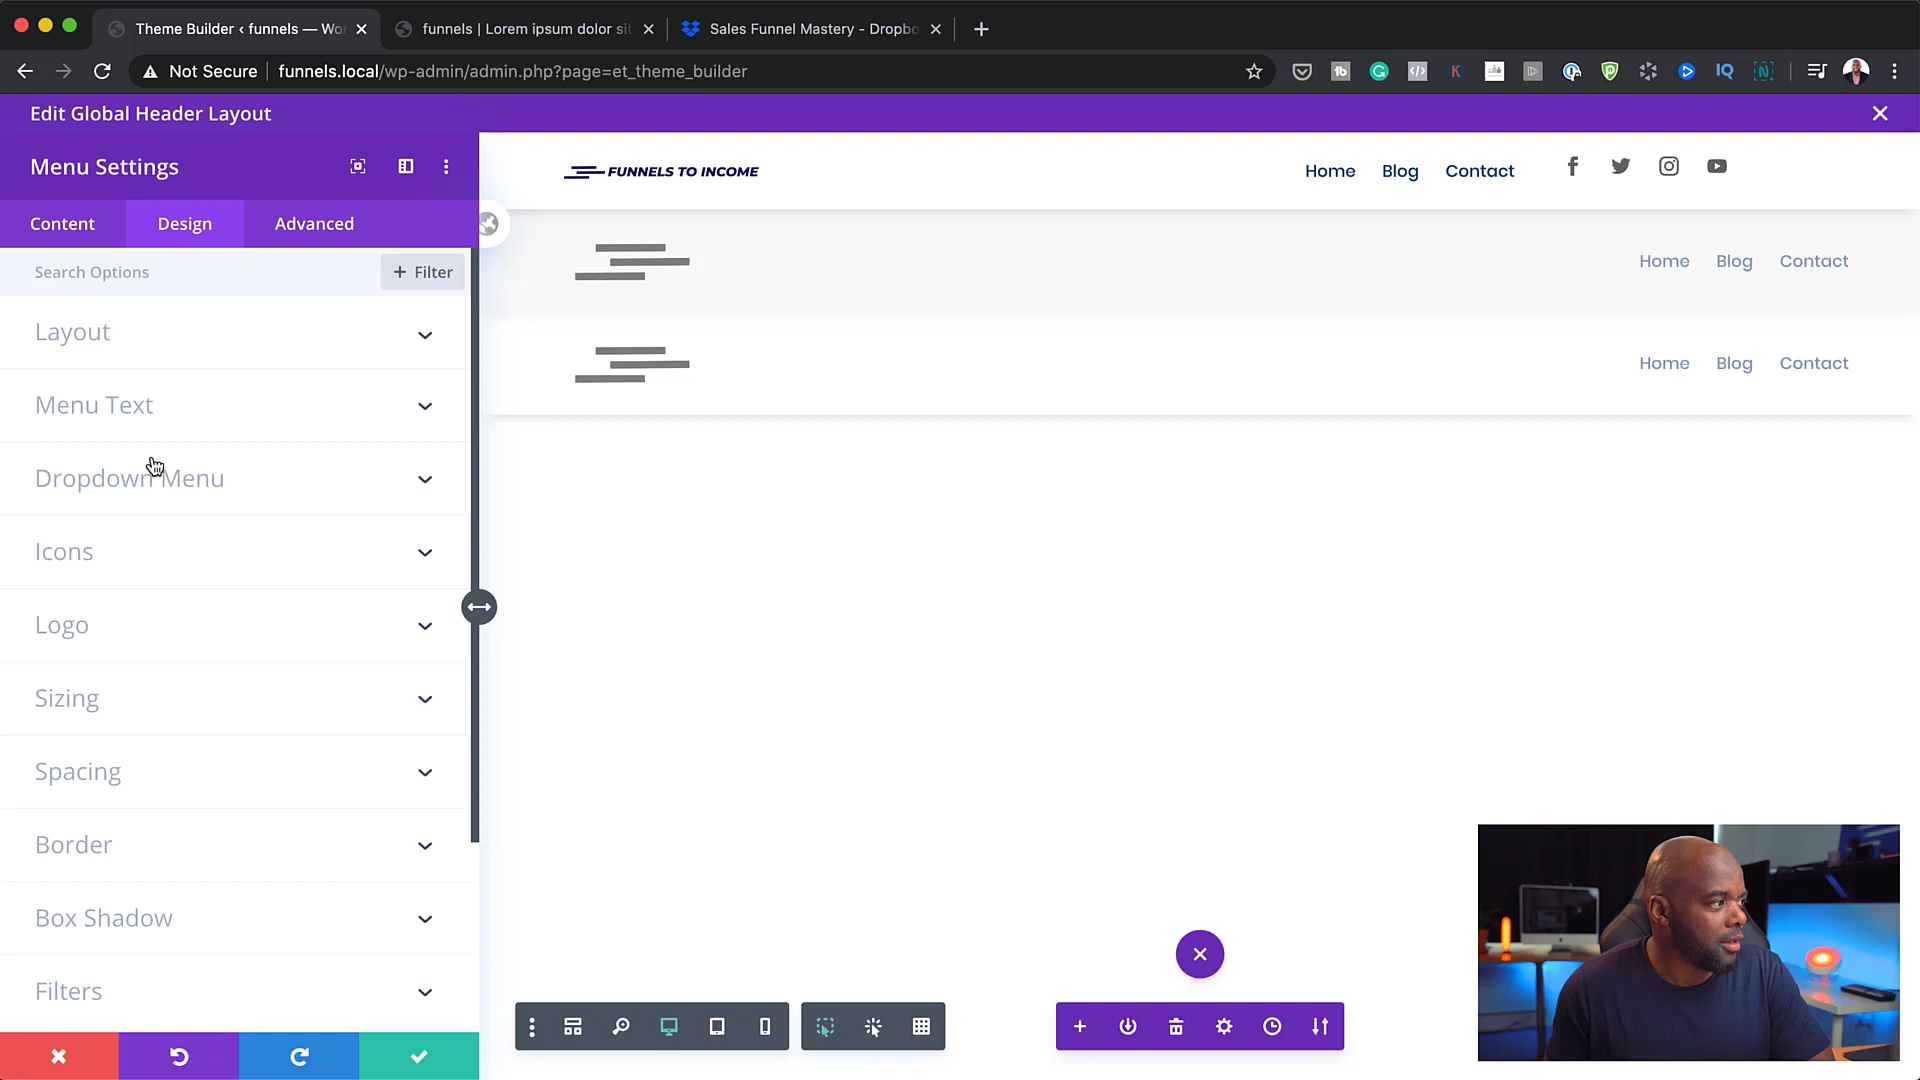 Theme Builder ‹ funnels — Wo
funnels | Lorem ipsum dolor sit
Sales Funnel Mastery - Dropbo
Not Secure
funnels.local/wp-admin/admin.php?page=et_theme_builder
Edit Global Header Layout
Menu Settings
Content
Design
Advanced
Search Options
+ Filter
Layout
Menu Text
Dropdown Menu
Icons
Logo
Sizing
Spacing
Border
Box Shadow
Filters
FUNNELS TO INCOME
Home Blog Contact
Home Blog Contact
Home Blog Contact